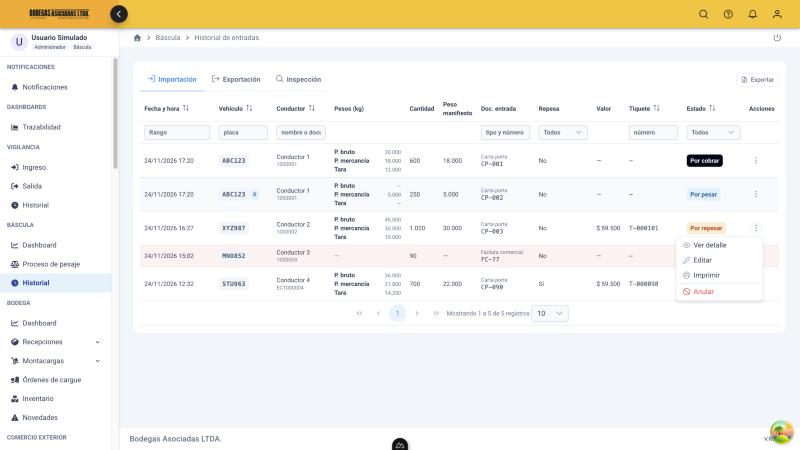 BODEGAS ASOCIADAS LTDA.
U
Usuario Simulado
Administrador Báscula
NOTIFICACIONES
Notificaciones
DASHBOARDS
Trazabilidad
VIGILANCIA
Ingreso
Salida
Historial
BÁSCULA
Dashboard
Proceso de pesaje
Historial
BODEGA
Dashboard
Recepciones
Montacargas
Órdenes de cargue
Inventario
Novedades
COMERCIO EXTERIOR
Báscula
Historial de entradas
Importación
Exportación
Inspección
Exportar
Fecha y hora Vehículo Conductor Pesos (kg) Cantidad Peso manifiesto Doc. entrada Repesa Valor Tiquete Estado Acciones
Rango placa nombre o docu tipo y número Todos número Todos
24/11/2026 17:20 ABC123 Conductor 1 1000001 P. bruto 30.000 P. mercancía 18.000 Tara 12.000 600 18.000 Carta porte CP-001 No — — Por cobrar
24/11/2026 17:20 ABC123 Conductor 1 1000001 P. bruto — P. mercancía 5.000 Tara — 250 5.000 Carta porte CP-002 No — — Por pesar
24/11/2026 16:27 XYZ987 Conductor 2 1000002 P. bruto 45.000 P. mercancía 30.000 Tara 15.000 1.020 30.000 Carta porte CP-003 No $ 59.500 T-000101 Por repesar
24/11/2026 15:02 MNO852 Conductor 3 1000003 — 90 — Factura comercial FC-77 No — —
24/11/2026 12:32 STU963 Conductor 4 EC1000004 P. bruto 36.000 P. mercancía 21.800 Tara 14.200 700 22.000 Carta porte CP-090 Sí $ 59.500 T-000098
Ver detalle
Editar
Imprimir
Anular
1
Mostrando 1 a 5 de 5 registros
10
Bodegas Asociadas LTDA.